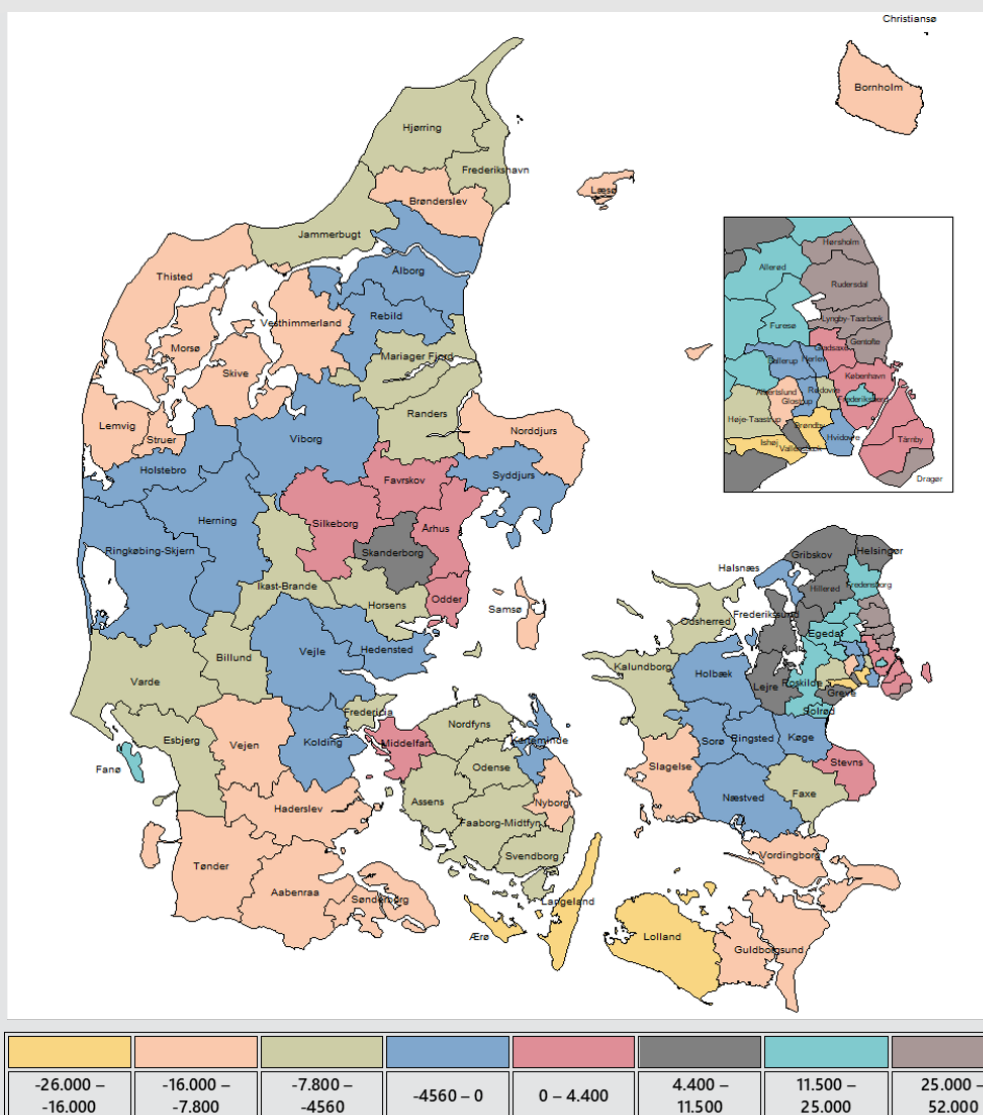 Christiansø
Bornholm
Hjørring
Frederikshavn
Læsø
Brønderslev
Jammerbugt
Ålborg
Thisted
Rebild
Vesthimmerland
Morsø
Mariager Fjord
Skive
Randers
Lemvig
Struer
Viborg
Norddjurs
Holstebro
Favrskov
Syddjurs
Herning
Silkeborg
Århus
Ringkøbing-Skjern
Skanderborg
Ikast-Brande
Horsens
Odder
Samsø
Billund
Vejle
Hedensted
Varde
Fredericia
Esbjerg
Vejen
Kolding
Middelfart
Nordfyns
Kerteminde
Fanø
Odense
Haderslev
Assens
Nyborg
Faaborg-Midtfyn
Svendborg
Tønder
Aabenraa
Sønderborg
Langeland
Ærø
Hørsholm
Allerød
Rudersdal
Lyngby-Taarbæk
Furesø
Gentofte
Gladsaxe
Ballerup
Herlev
København
Albertslund
Rødovre
Frederiksberg
Glostrup
Høje-Taastrup
Brøndby
Hvidovre
Tårnby
Ishøj
Vallensbæk
Dragør
Helsingør
Gribskov
Halsnæs
Hillerød
Fredensborg
Odsherred
Frederikssund
Egedal
Kalundborg
Holbæk
Lejre
Roskilde
Greve
Solrød
Sorø
Ringsted
Køge
Slagelse
Stevns
Næstved
Faxe
Vordingborg
Lolland
Guldborgsund
-26.000 –
-16.000
-16.000 –
-7.800
-7.800 –
-4560
-4560 – 0
0 – 4.400
4.400 –
11.500
11.500 –
25.000
25.000 –
52.000